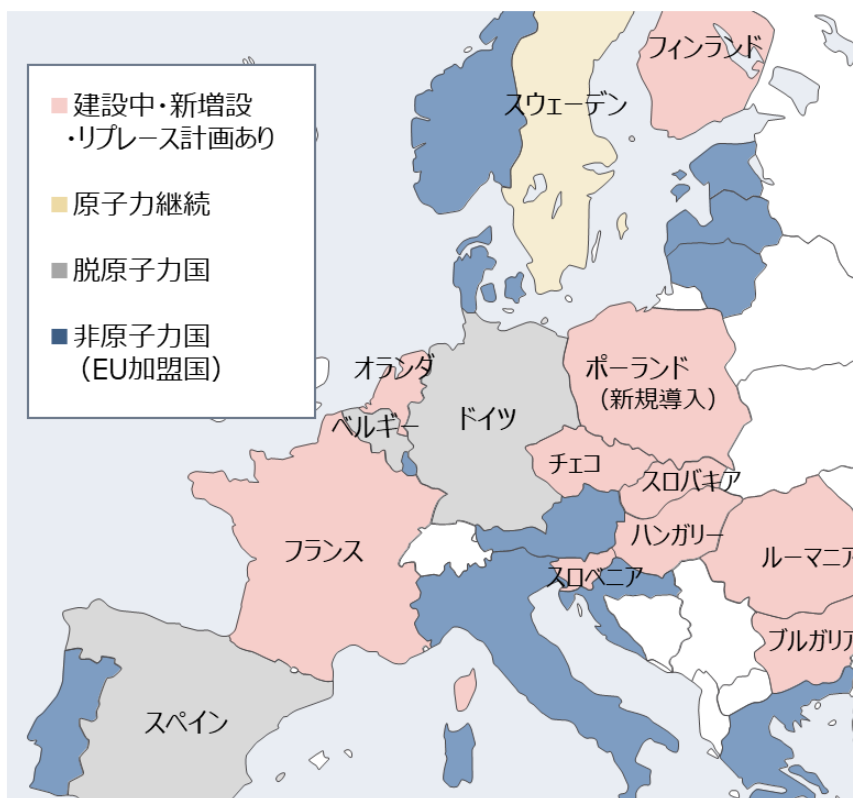 フィンランド
建設中・新増設
・リプレース計画あり
スウェーデン
原子力継続
脱原子力国
非原子力国
（EU加盟国）
オランダ
ポーランド
（新規導入）
ベルギー
ドイツ
チェコ
スロバキア
フランス
ハンガリー
ルーマニア
スロベニア
ブルガリア
スペイン